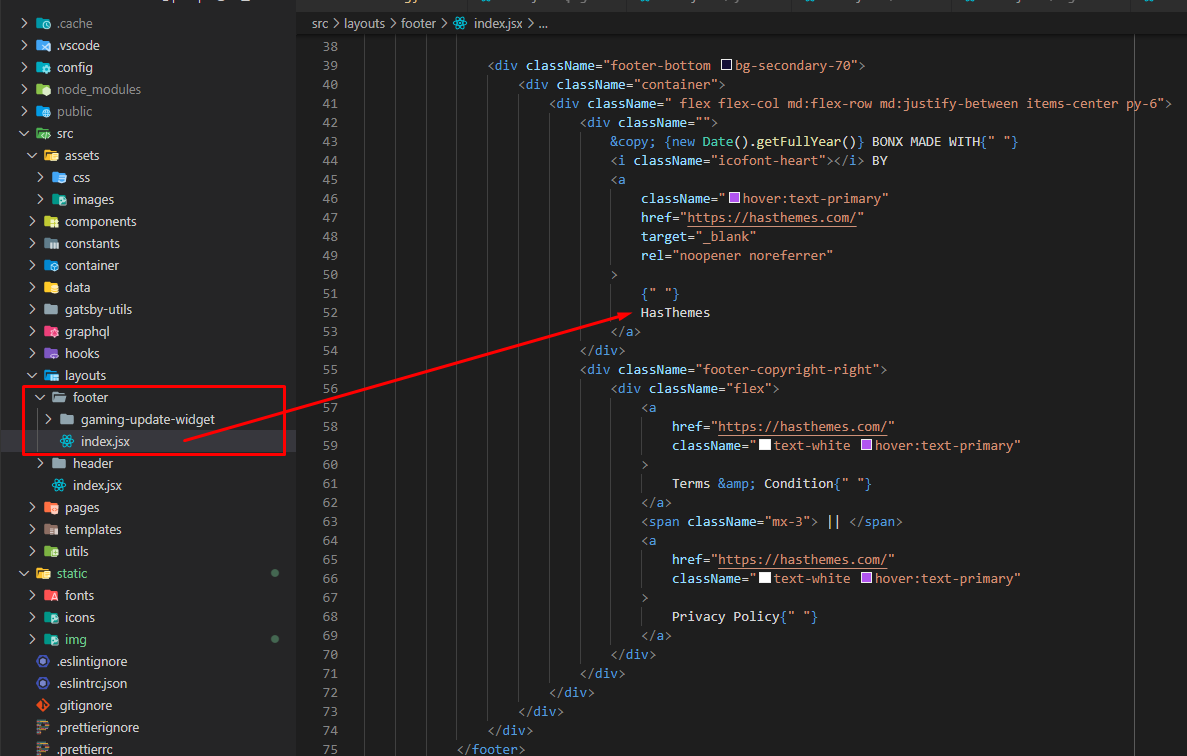 .cache
.vscode
config
node_modules
public
src
assets
css
images
components
constants
container
data
gatsby-utils
graphql
hooks
layouts
footer
gaming-update-widget
index.jsx
header
index.jsx
pages
templates
utils
static
fonts
icons
img
.eslintignore
.eslintrc.json
.gitignore
.prettierignore
.prettierrc
src > layouts > footer > index.jsx > ...
38
39 <div className="footer-bottom bg-secondary-70">
40 <div className="container">
41 <div className=" flex flex-col md:flex-row md:justify-between items-center py-6">
42 <div className="">
43 &copy; {new Date().getFullYear()} BONX MADE WITH{" "}
44 <i className="icofont-heart"></i> BY
45 <a
46 className="hover:text-primary"
47 href="https://hasthemes.com/"
48 target="_blank"
49 rel="noopener noreferrer"
50 >
51 {" "}
52 HasThemes
53 </a>
54 </div>
55 <div className="footer-copyright-right">
56 <div className="flex">
57 <a
58 href="https://hasthemes.com/"
59 className="text-white hover:text-primary"
60 >
61 Terms &amp; Condition{" "}
62 </a>
63 <span className="mx-3"> || </span>
64 <a
65 href="https://hasthemes.com/"
66 className="text-white hover:text-primary"
67 >
68 Privacy Policy{" "}
69 </a>
70 </div>
71 </div>
72 </div>
73 </div>
74 </div>
75 </footer>